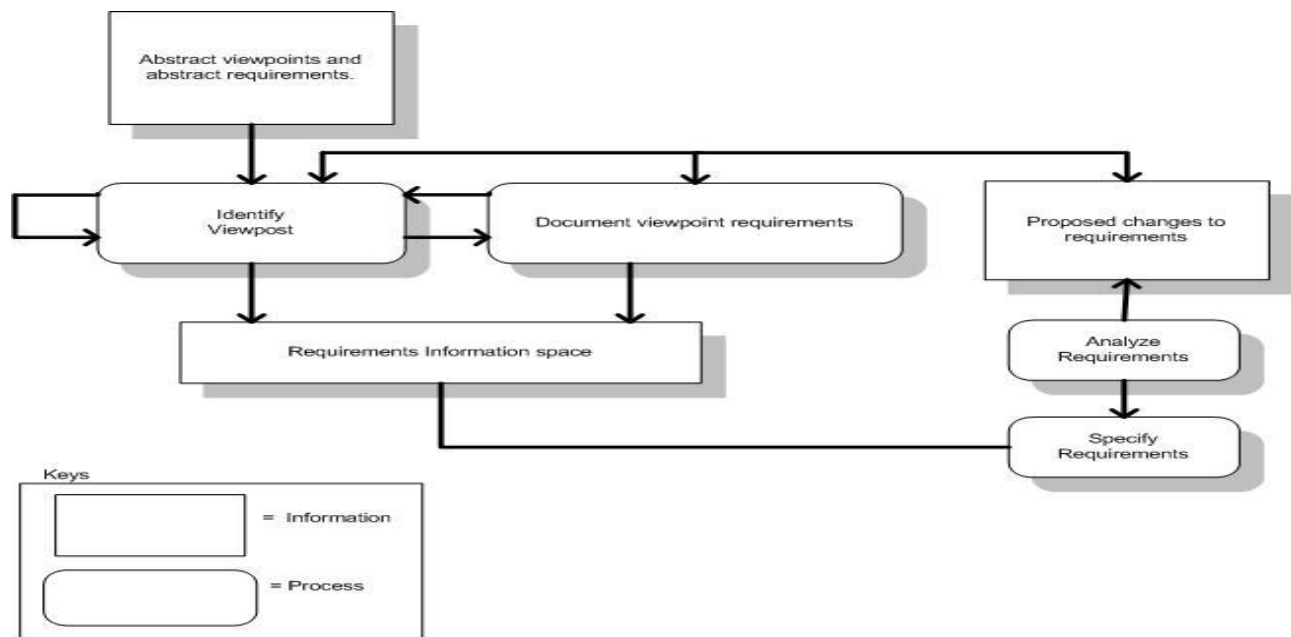 Abstract viewpoints and
abstract requirements.
Identify
Viewpost
Document viewpoint requirements
Proposed changes to
requirements
Requirements Information space
Analyze
Requirements
Specify
Requirements
Keys
= Information
= Process